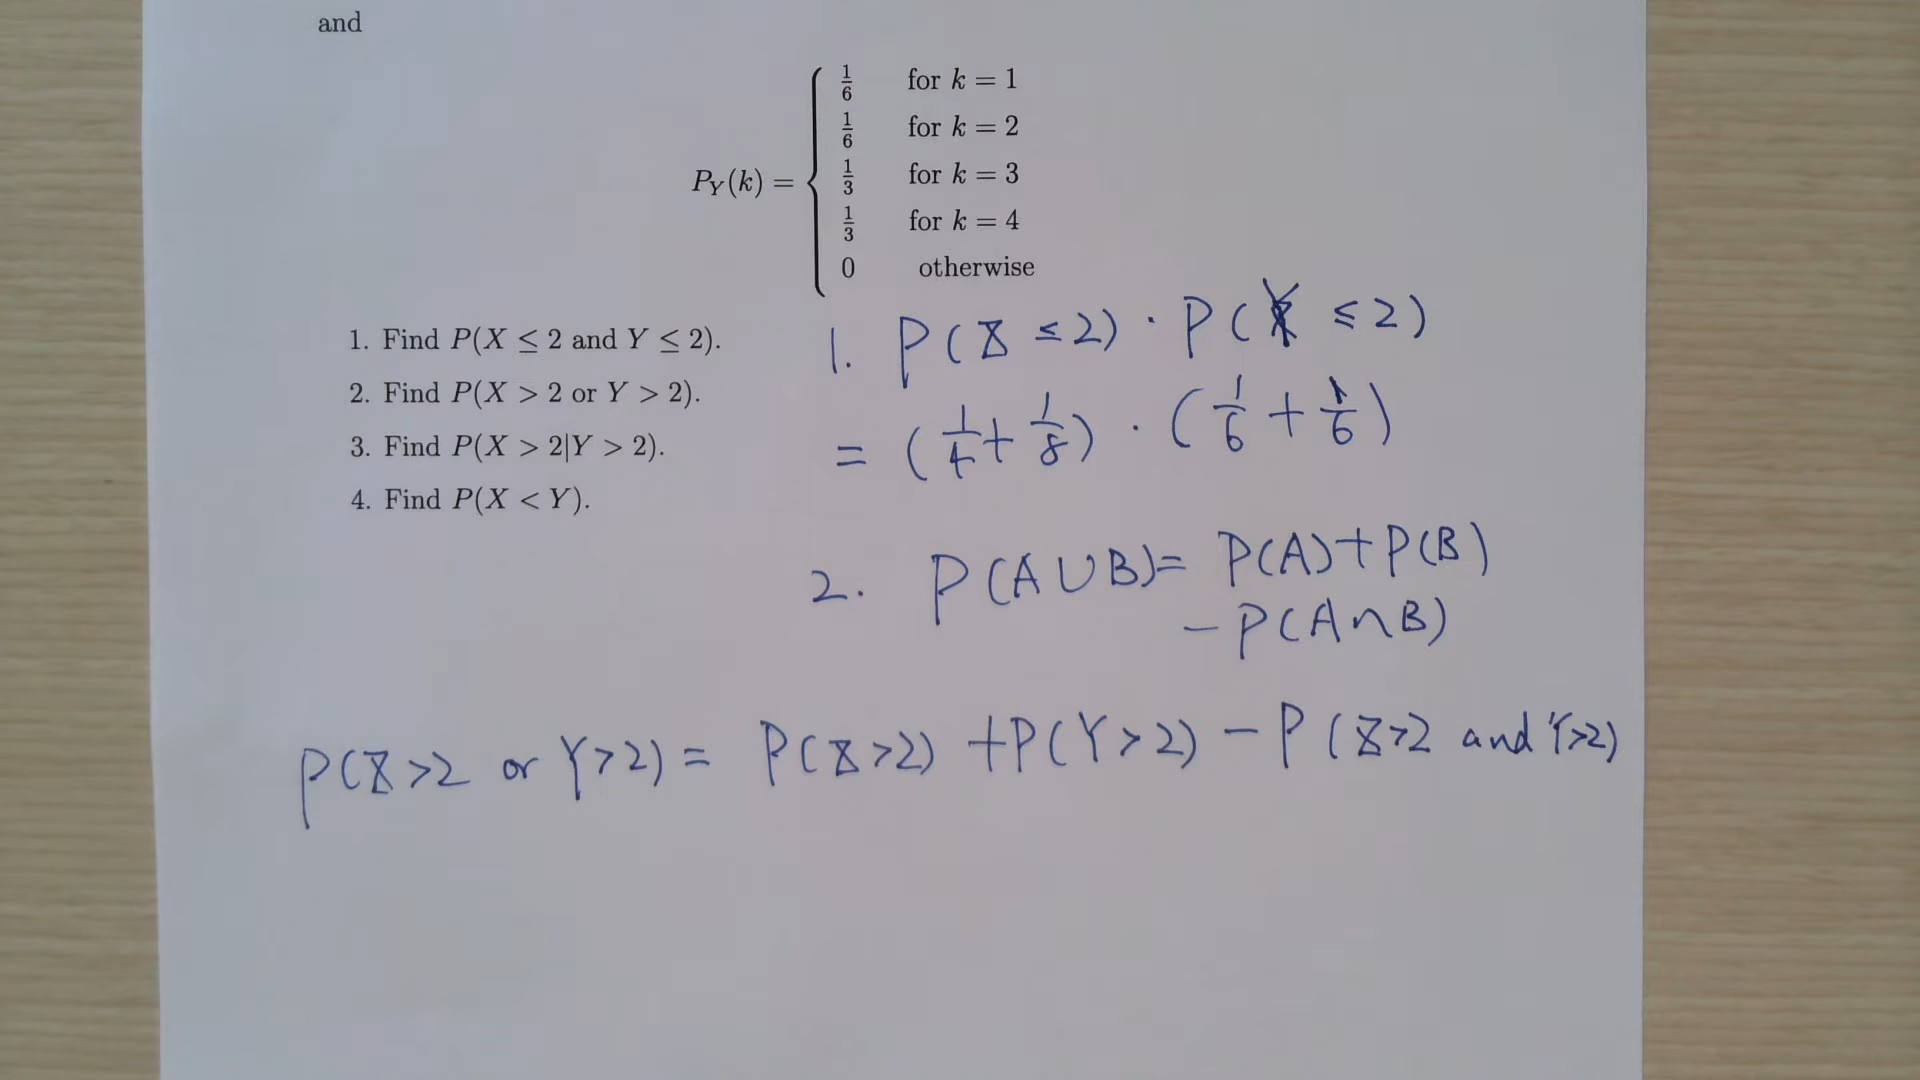 and
P_Y(k) = { 1/6 for k = 1
1/6 for k = 2
1/3 for k = 3
1/3 for k = 4
0 otherwise
1. Find P(X ≤ 2 and Y ≤ 2).
2. Find P(X > 2 or Y > 2).
3. Find P(X > 2|Y > 2).
4. Find P(X < Y).
1. P(X ≤ 2) · P(Y ≤ 2)
= (1/4 + 1/8) · (1/6 + 1/6)
2. P(A ∪ B) = P(A) + P(B)
− P(A ∩ B)
P(X > 2 or Y > 2) = P(X > 2) + P(Y > 2) − P(X > 2 and Y > 2)